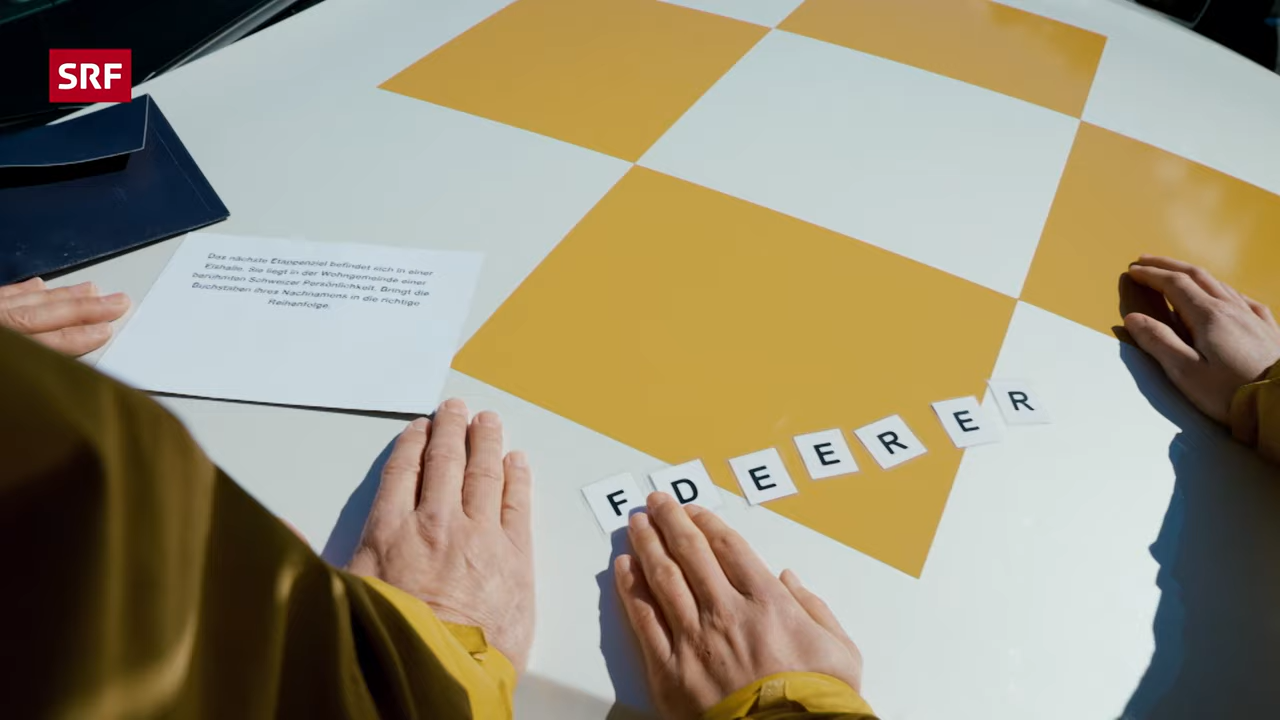 SRF
Das nächste Etappenziel befindet sich in einer
Eishalle. Sie liegt in der Wohngemeinde einer
berühmten Schweizer Persönlichkeit. Bringt die
Buchstaben ihres Nachnamens in die richtige
Reihenfolge.
F D E E R E R